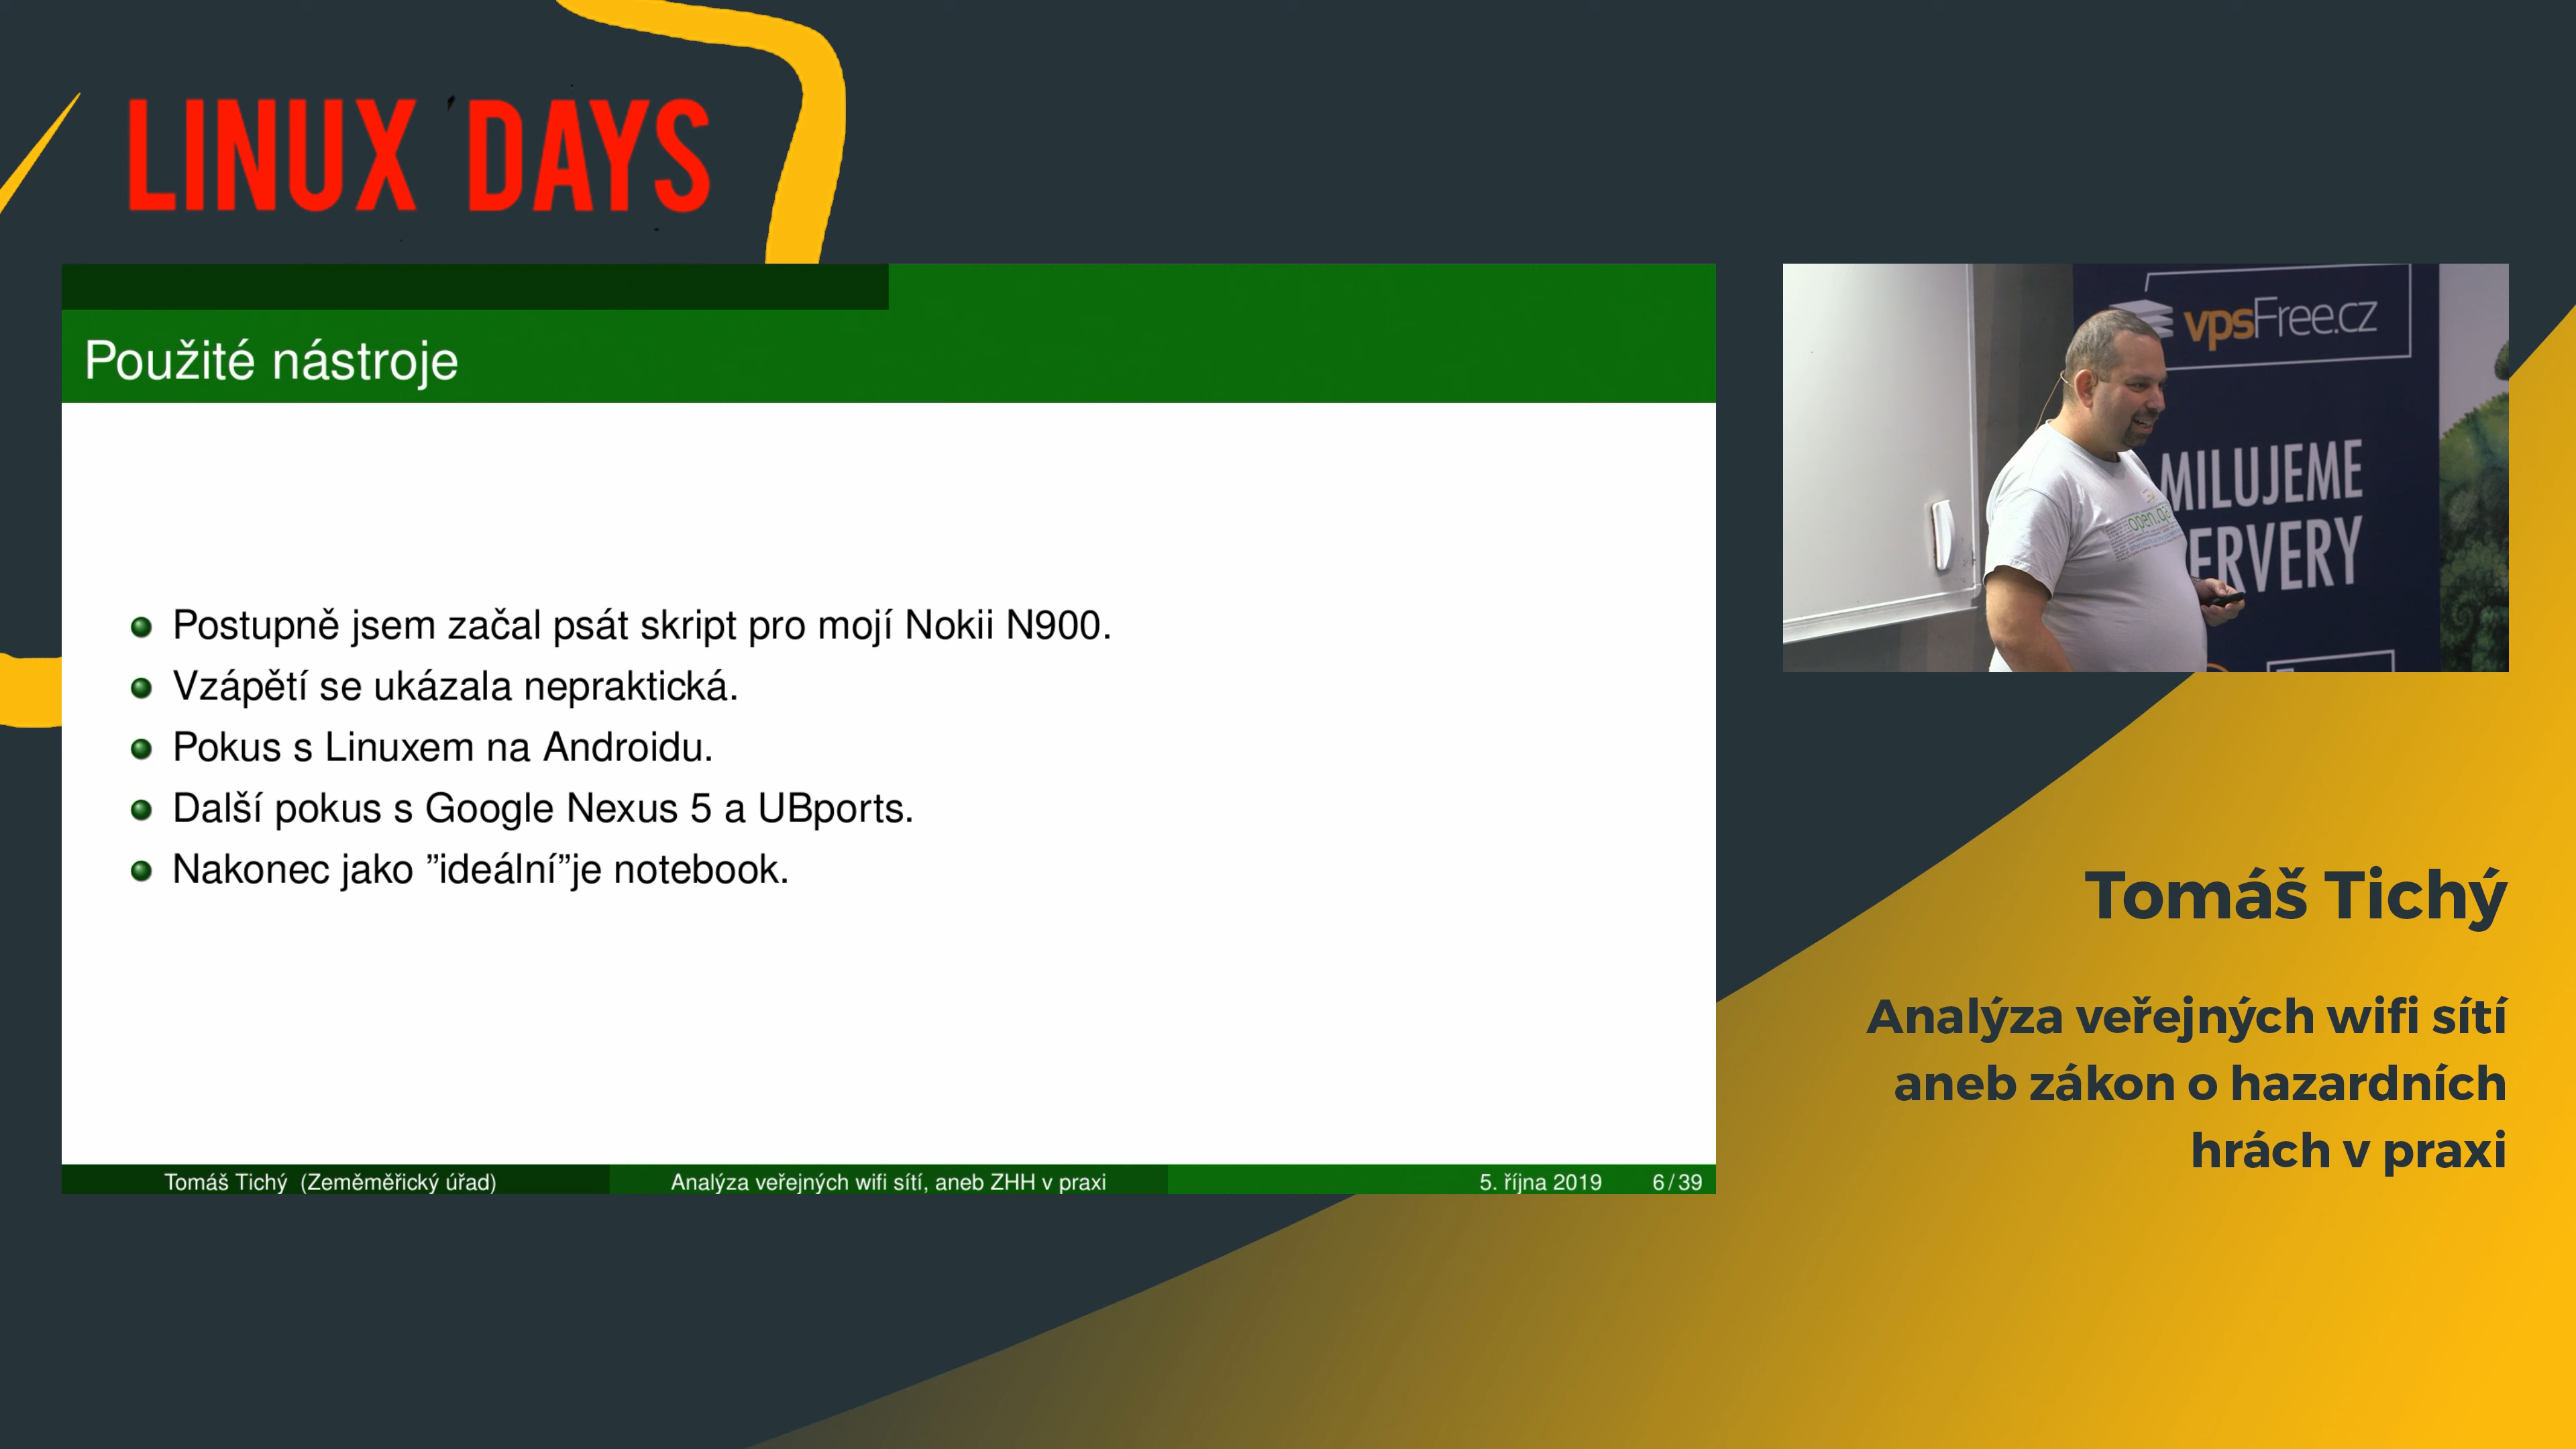 LINUX DAYS
Použité nástroje
Postupně jsem začal psát skript pro mojí Nokii N900.
Vzápětí se ukázala nepraktická.
Pokus s Linuxem na Androidu.
Další pokus s Google Nexus 5 a UBports.
Nakonec jako ”ideální”je notebook.
Tomáš Tichý (Zeměměřický úřad)
Analýza veřejných wifi sítí, aneb ZHH v praxi
5. října 2019
6/39
vpsFree.cz
MILUJEME
ERVERY
open.qa
Tomáš Tichý
Analýza veřejných wifi sítí
aneb zákon o hazardních
hrách v praxi